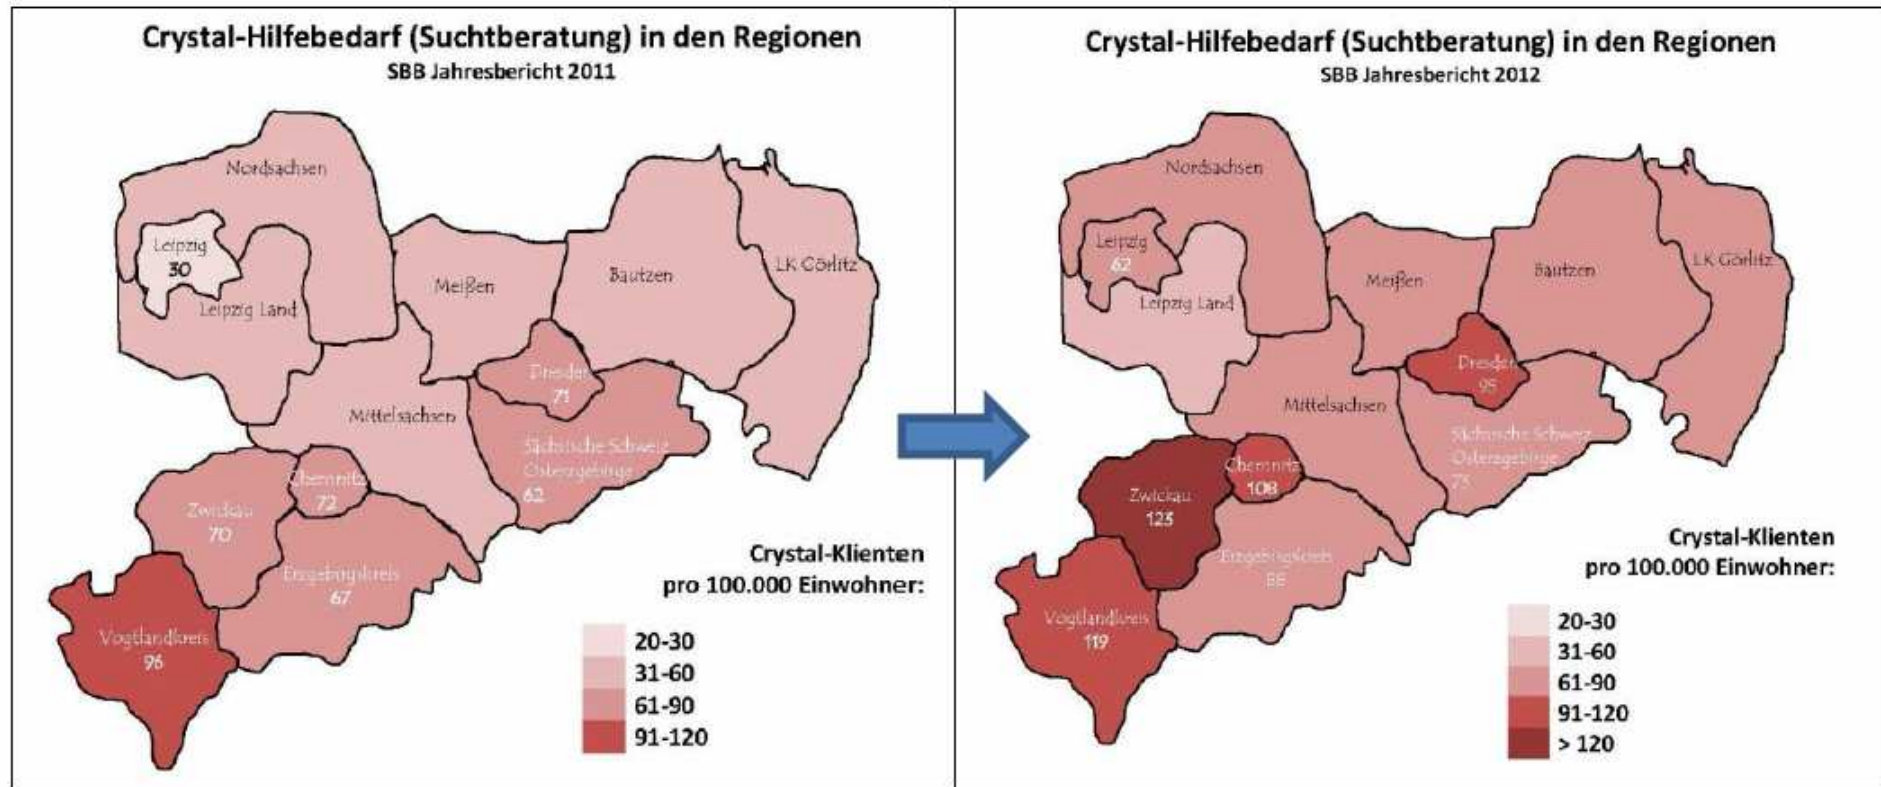 Crystal-Hilfebedarf (Suchtberatung) in den Regionen
SBB Jahresbericht 2011
Nordsachsen
Leipzig
30
Leipzig Land
Meißen
Bautzen
LK Görlitz
Dresden
71
Mittelsachsen
Sächsische Schweiz
Osterzgebirge
62
Chemnitz
72
Zwickau
70
Erzgebirgskreis
67
Vogtlandkreis
96
Crystal-Klienten
pro 100.000 Einwohner:
20-30
31-60
61-90
91-120
Crystal-Hilfebedarf (Suchtberatung) in den Regionen
SBB Jahresbericht 2012
Nordsachsen
Leipzig
62
Leipzig Land
Meißen
Bautzen
LK Görlitz
Dresden
95
Mittelsachsen
Sächsische Schweiz
Osterzgebirge
Chemnitz
108
Zwickau
123
Erzgebirgskreis
Vogtlandkreis
119
Crystal-Klienten
pro 100.000 Einwohner:
20-30
31-60
61-90
91-120
> 120